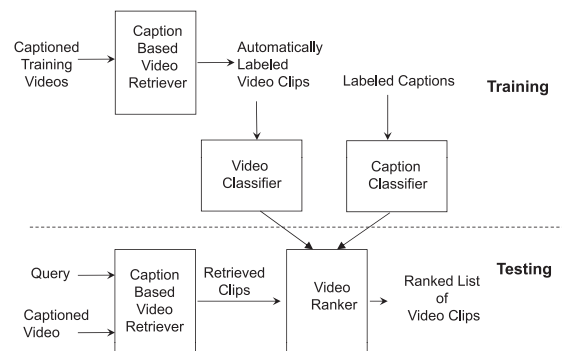 Captioned
Training
Videos
Caption
Based
Video
Retriever
Automatically
Labeled
Video Clips
Labeled Captions
Training
Video
Classifier
Caption
Classifier
Testing
Query
Captioned
Video
Caption
Based
Video
Retriever
Retrieved
Clips
Video
Ranker
Ranked List
of
Video Clips